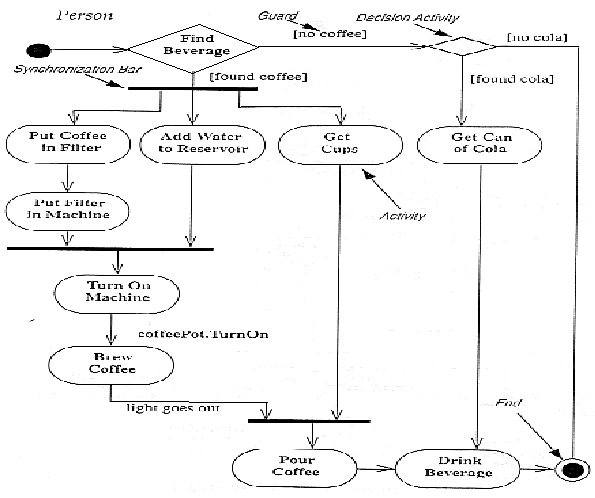 Person
Guard
Decision Activity
Find
Beverage
[no coffee]
[no cola]
Synchronization Bar
[found coffee]
[found cola]
Put Coffee
in Filter
Add Water
to Reservoir
Get
Cups
Get Can
of Cola
Put Filter
in Machine
Activity
Turn On
Machine
coffeePot.TurnOn
Brew
Coffee
light goes out
End
Pour
Coffee
Drink
Beverage